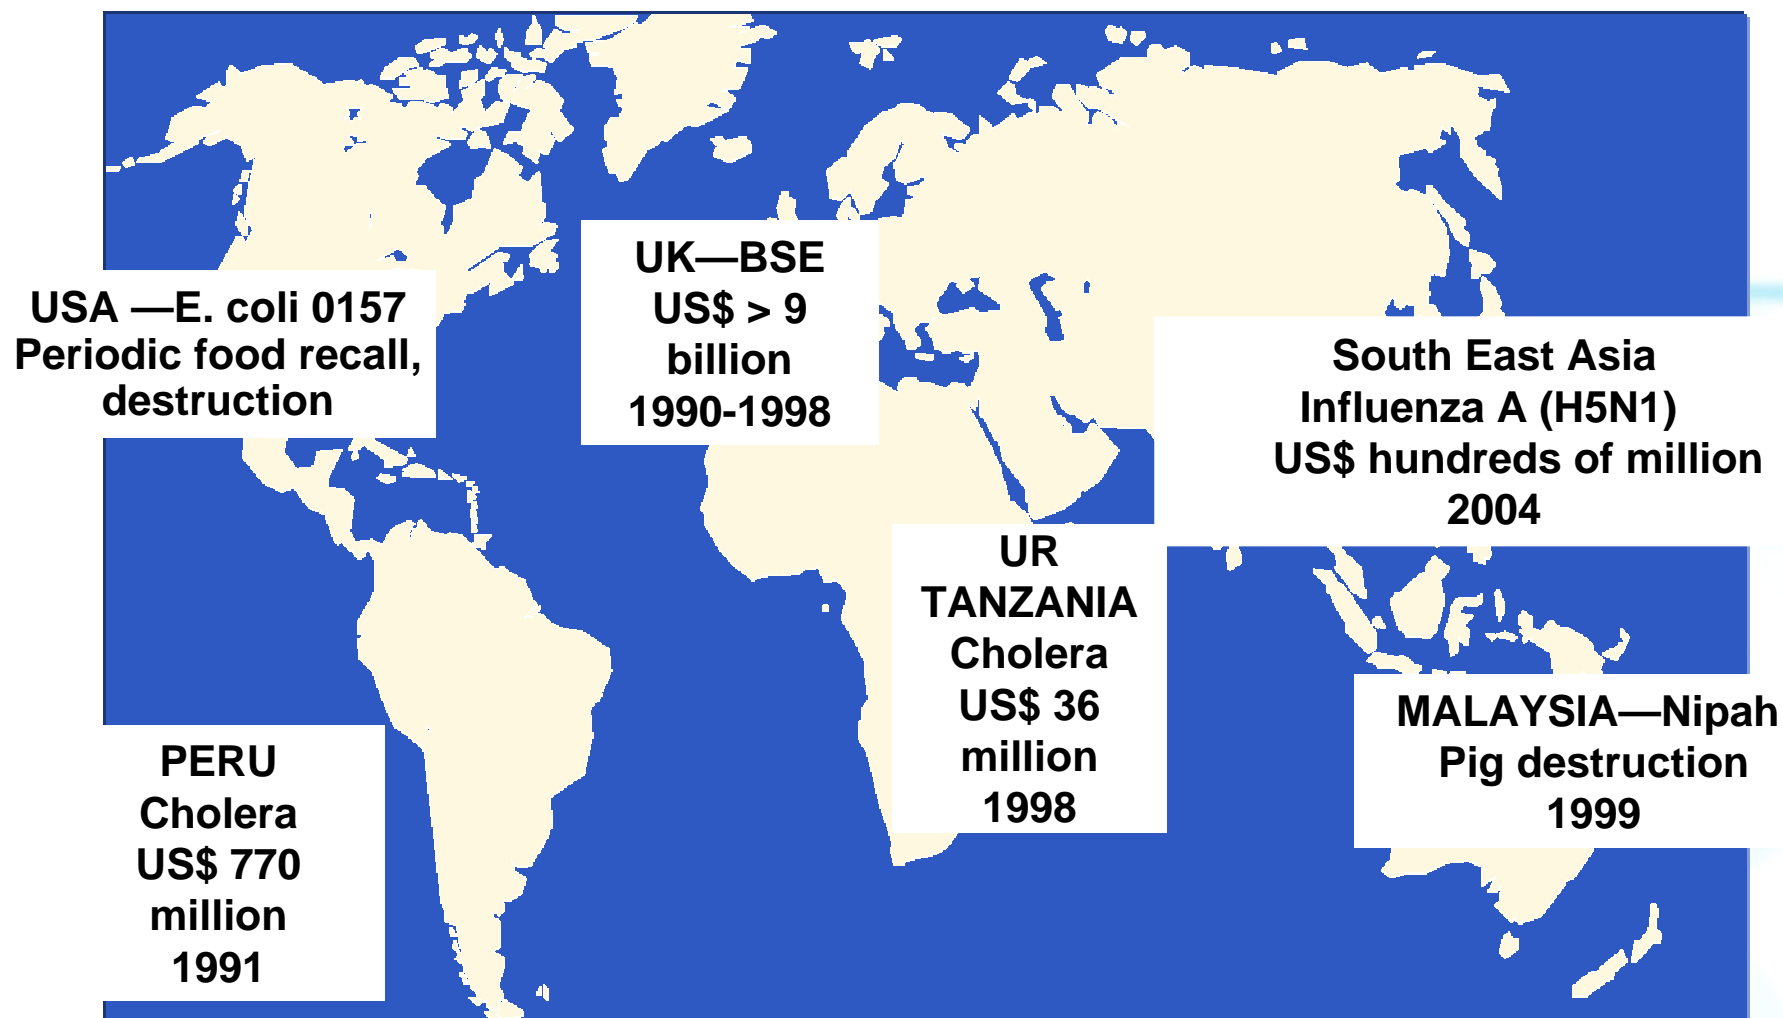 USA —E. coli 0157
Periodic food recall,
destruction
UK—BSE
US$ > 9
billion
1990-1998
South East Asia
Influenza A (H5N1)
US$ hundreds of million
2004
UR
TANZANIA
Cholera
US$ 36
million
1998
MALAYSIA—Nipah
Pig destruction
1999
PERU
Cholera
US$ 770
million
1991